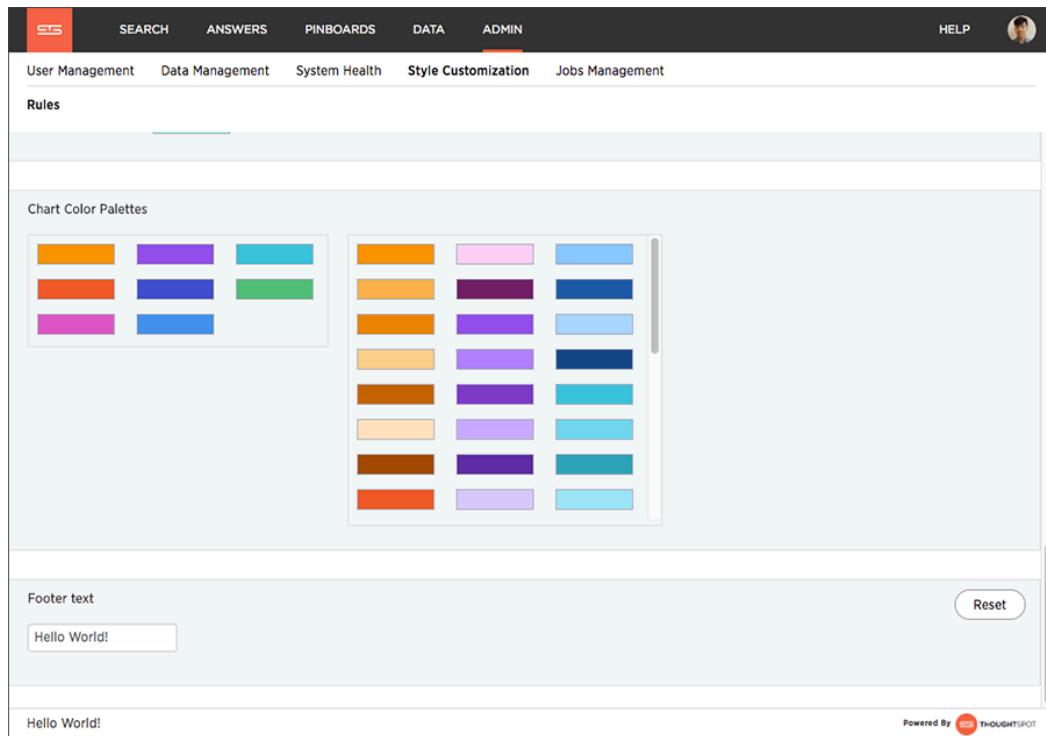 SEARCH ANSWERS PINBOARDS DATA ADMIN HELP
User Management Data Management System Health Style Customization Jobs Management
Rules
Chart Color Palettes
Footer text
Reset
Hello World!
Hello World! Powered By THOUGHTSPOT